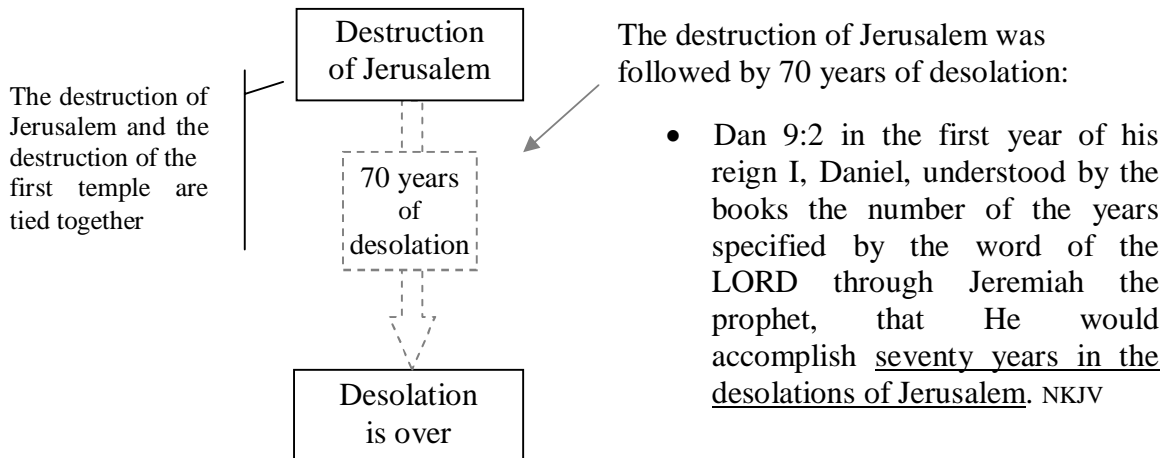 Destruction
of Jerusalem
The destruction of
Jerusalem and the
destruction of the
first temple are
tied together
70 years
of
desolation
Desolation
is over
The destruction of Jerusalem was
followed by 70 years of desolation:
• Dan 9:2 in the first year of his
reign I, Daniel, understood by the
books the number of the years
specified by the word of the
LORD through Jeremiah the
prophet, that He would
accomplish seventy years in the
desolations of Jerusalem. NKJV